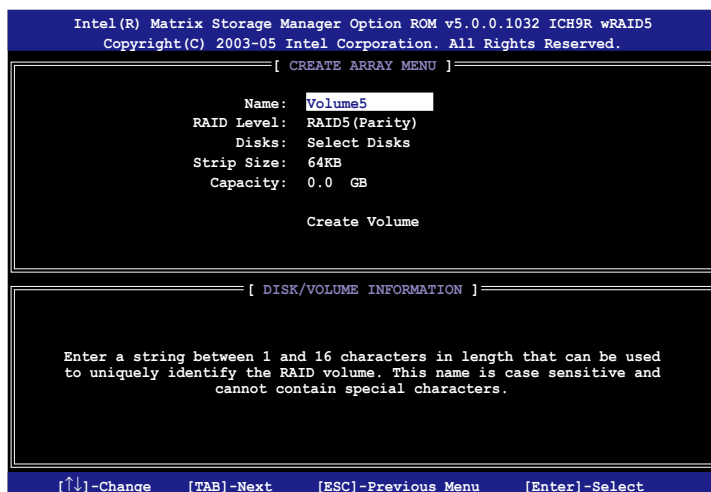 Intel(R) Matrix Storage Manager Option ROM v5.0.0.1032 ICH9R wRAID5
Copyright(C) 2003-05 Intel Corporation. All Rights Reserved.
[ CREATE ARRAY MENU ]
Name: Volume5
RAID Level: RAID5(Parity)
Disks: Select Disks
Strip Size: 64KB
Capacity: 0.0 GB
Create Volume
[ DISK/VOLUME INFORMATION ]
Enter a string between 1 and 16 characters in length that can be used
to uniquely identify the RAID volume. This name is case sensitive and
cannot contain special characters.
[↑↓]-Change [TAB]-Next [ESC]-Previous Menu [Enter]-Select